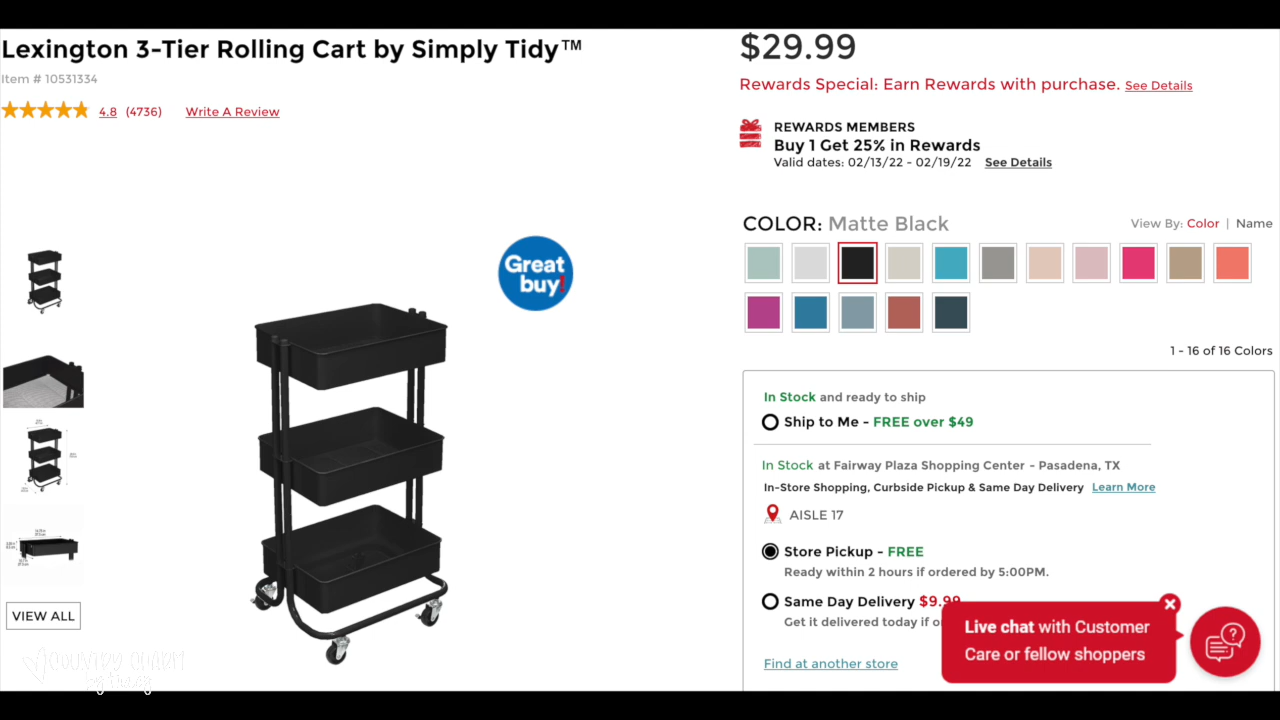 Lexington 3-Tier Rolling Cart by Simply Tidy™
Item # 10531334
4.8 (4736) Write A Review
Great buy!
VIEW ALL
$29.99
Rewards Special: Earn Rewards with purchase. See Details
REWARDS MEMBERS
Buy 1 Get 25% in Rewards
Valid dates: 02/13/22 - 02/19/22 See Details
COLOR: Matte Black
View By: Color | Name
1 - 16 of 16 Colors
In Stock and ready to ship
Ship to Me - FREE over $49
In Stock at Fairway Plaza Shopping Center - Pasadena, TX
In-Store Shopping, Curbside Pickup & Same Day Delivery Learn More
AISLE 17
Store Pickup - FREE
Ready within 2 hours if ordered by 5:00PM.
Same Day Delivery $9.99
Get it delivered today if
Find at another store
Live chat with Customer
Care or fellow shoppers